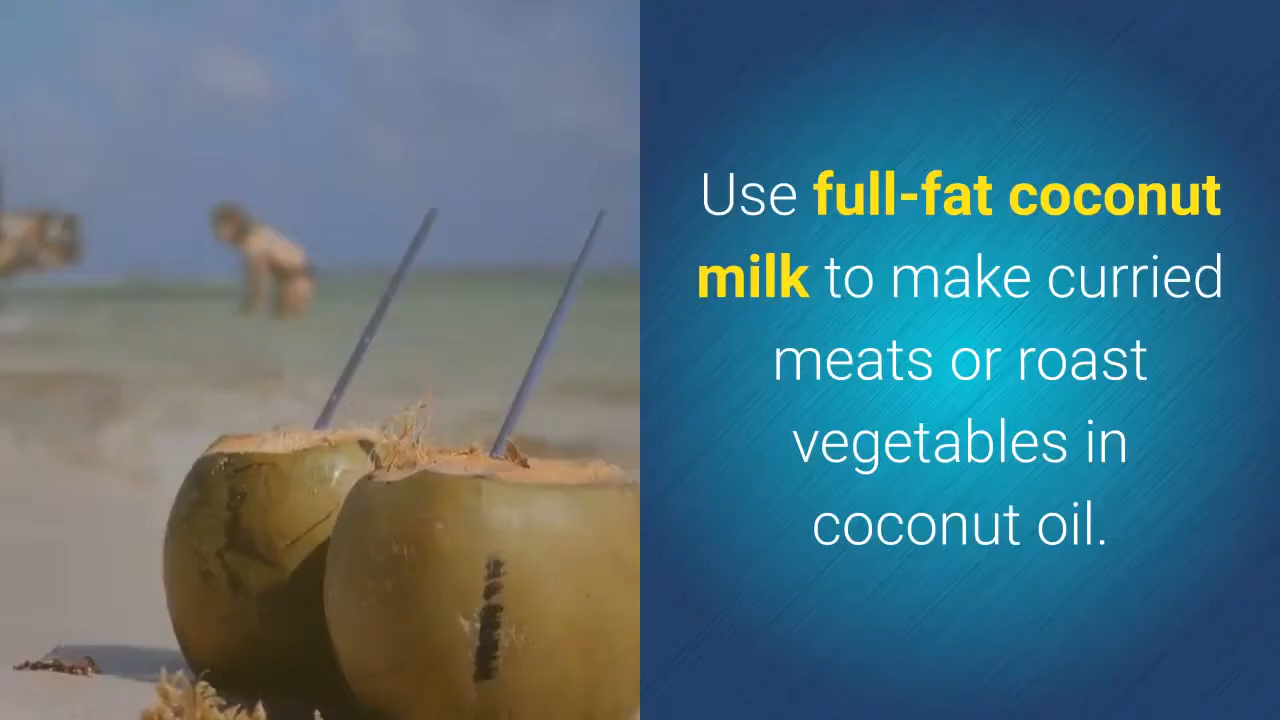 Use full-fat coconut
milk to make curried
meats or roast
vegetables in
coconut oil.